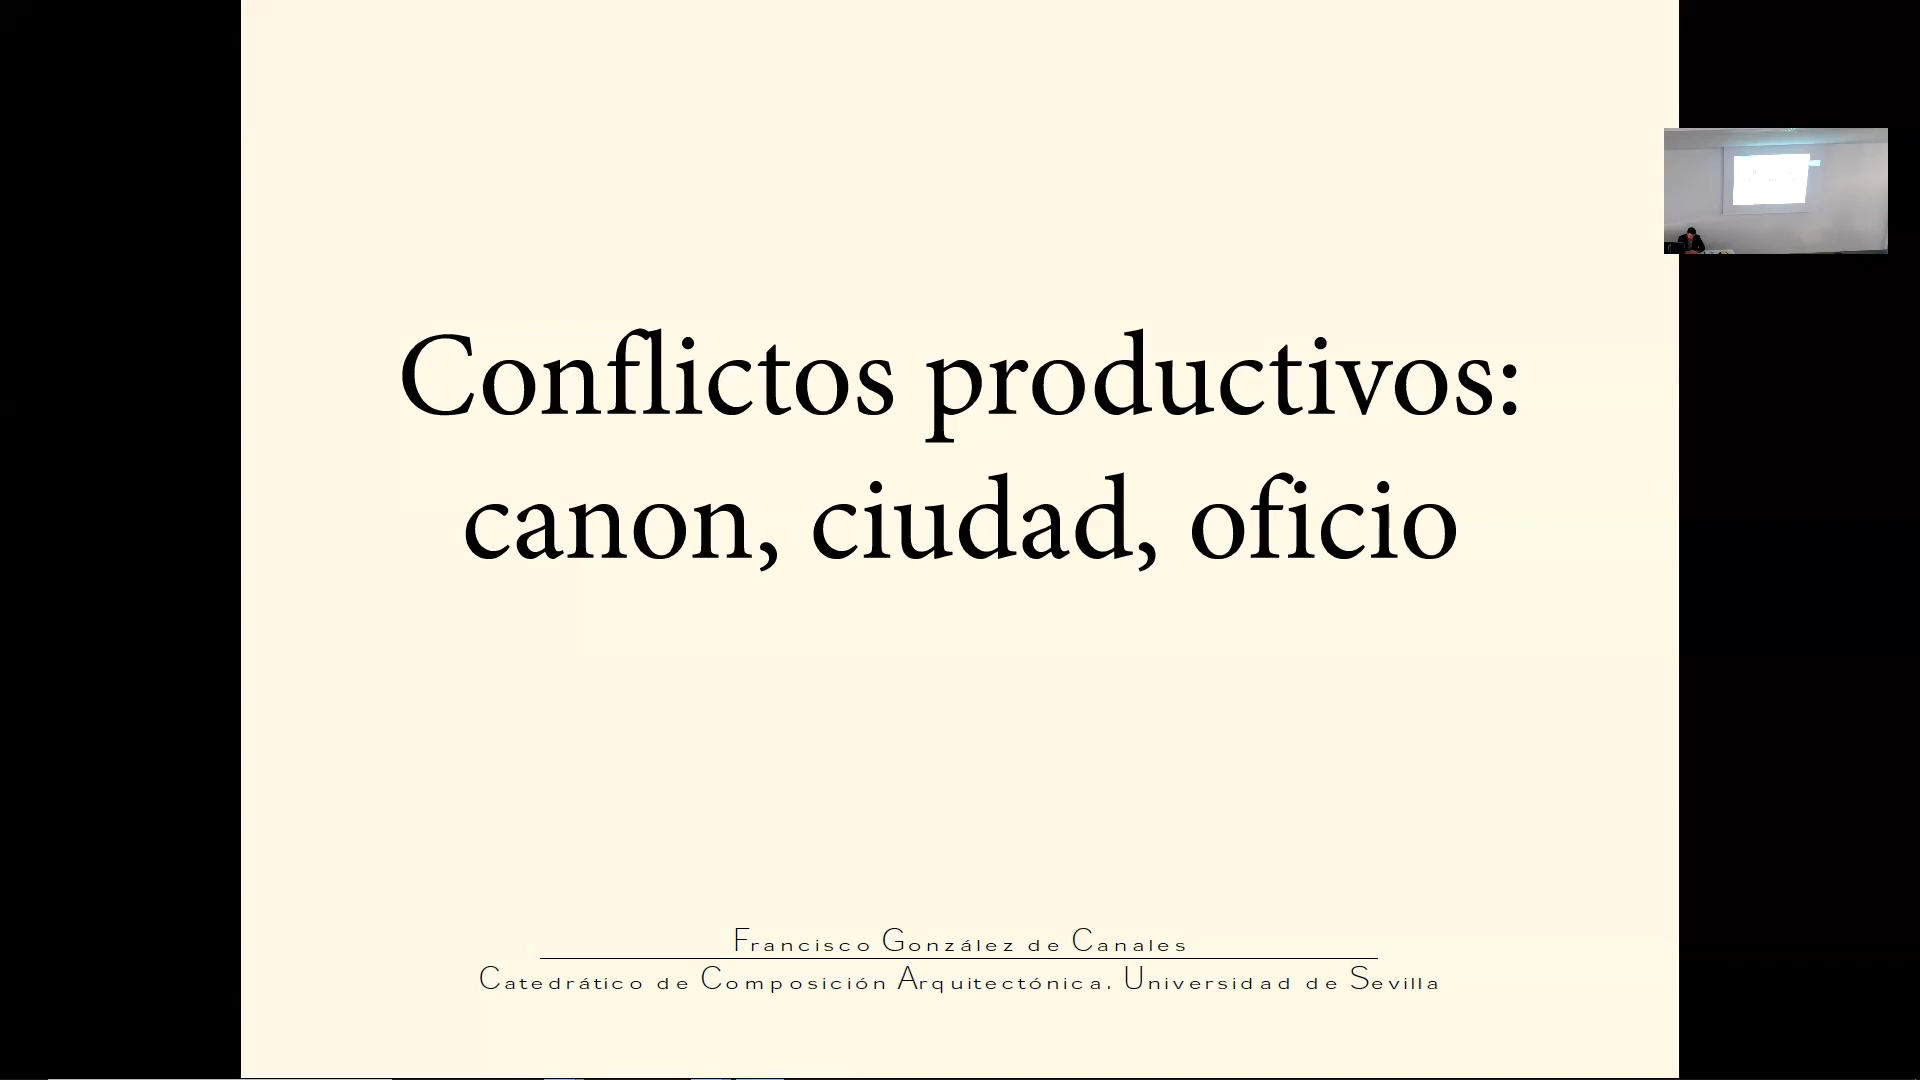 Conflictos productivos:
canon, ciudad, oficio
Francisco González de Canales
Catedrático de Composición Arquitectónica. Universidad de Sevilla